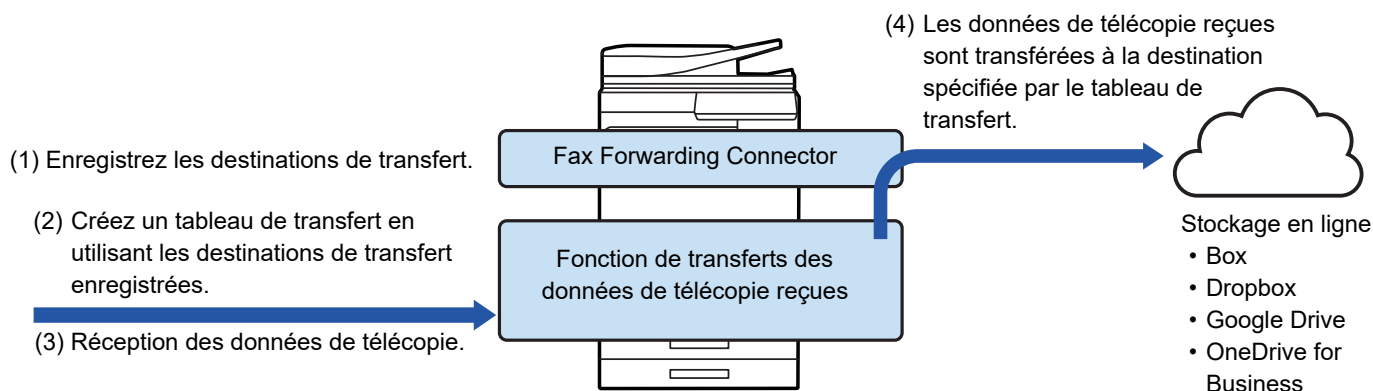 (1) Enregistrez les destinations de transfert.
(2) Créez un tableau de transfert en
utilisant les destinations de transfert
enregistrées.
(3) Réception des données de télécopie.
Fax Forwarding Connector
Fonction de transferts des
données de télécopie reçues
(4) Les données de télécopie reçues
sont transférées à la destination
spécifiée par le tableau de
transfert.
Stockage en ligne
• Box
• Dropbox
• Google Drive
• OneDrive for
Business